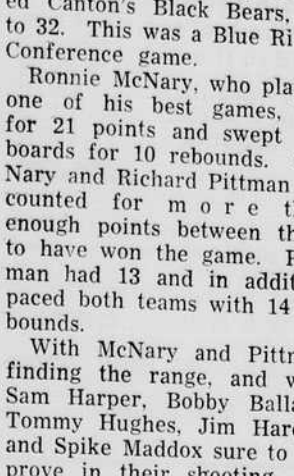 ed Canton's Black Bears,
to 32. This was a Blue Ri
Conference game.
Ronnie McNary, who pla
one of his best games,
for 21 points and swept
boards for 10 rebounds.
Nary and Richard Pittman
counted for more t
enough points between th
to have won the game. P
man had 13 and in addit
paced both teams with 14
bounds.
With McNary and Pittm
finding the range, and w
Sam Harper, Bobby Balla
Tommy Hughes, Jim Hard
and Spike Maddox sure to
prove in their shooting